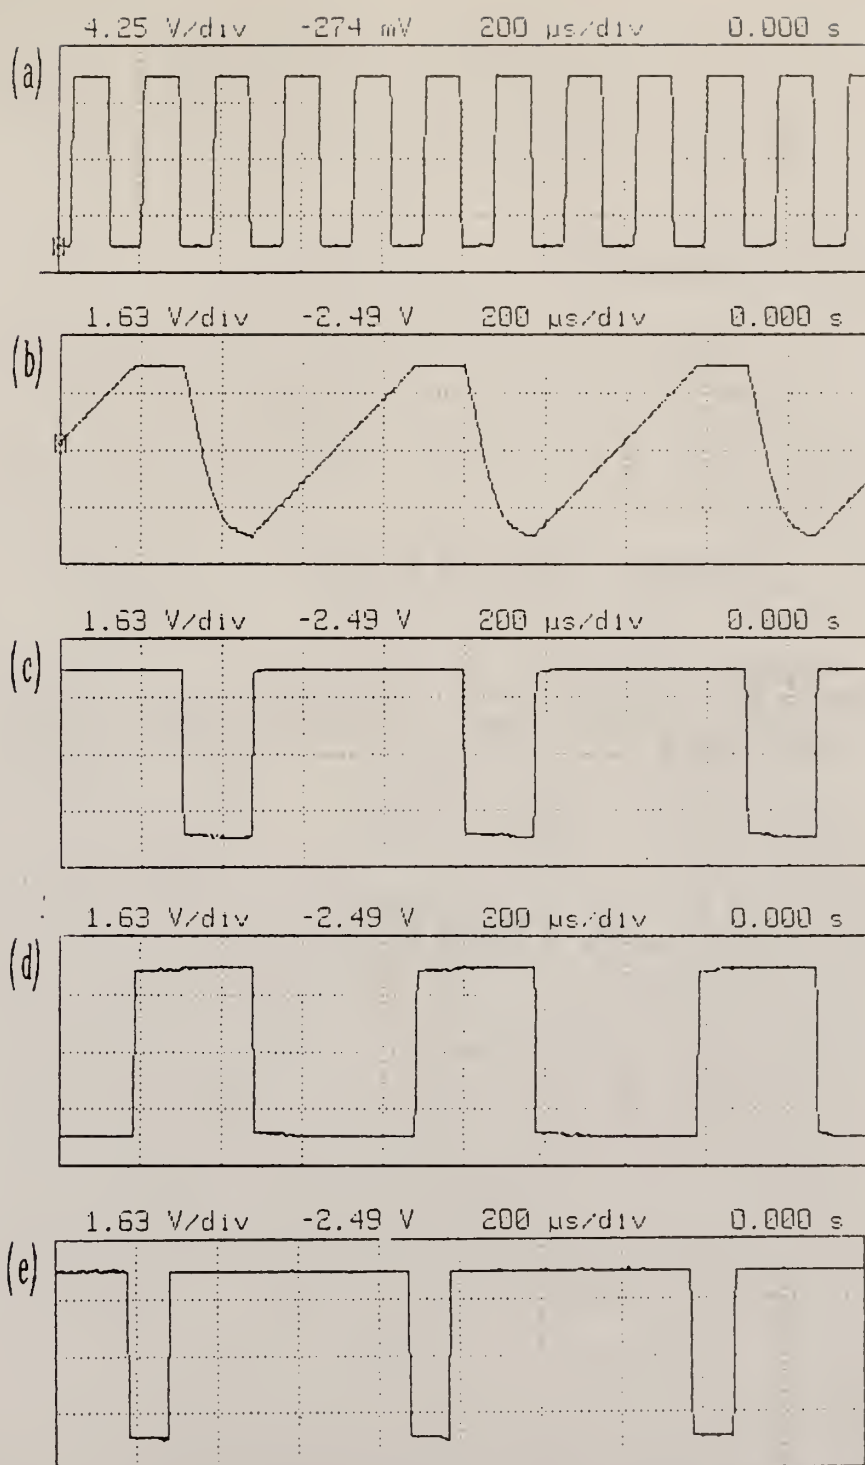 4.25 V/div -274 mV 200 µs/div 0.000 s
(a)
1.63 V/div -2.49 V 200 µs/div 0.000 s
(b)
1.63 V/div -2.49 V 200 µs/div 0.000 s
(c)
1.63 V/div -2.49 V 200 µs/div 0.000 s
(d)
1.63 V/div -2.49 V 200 µs/div 0.000 s
(e)